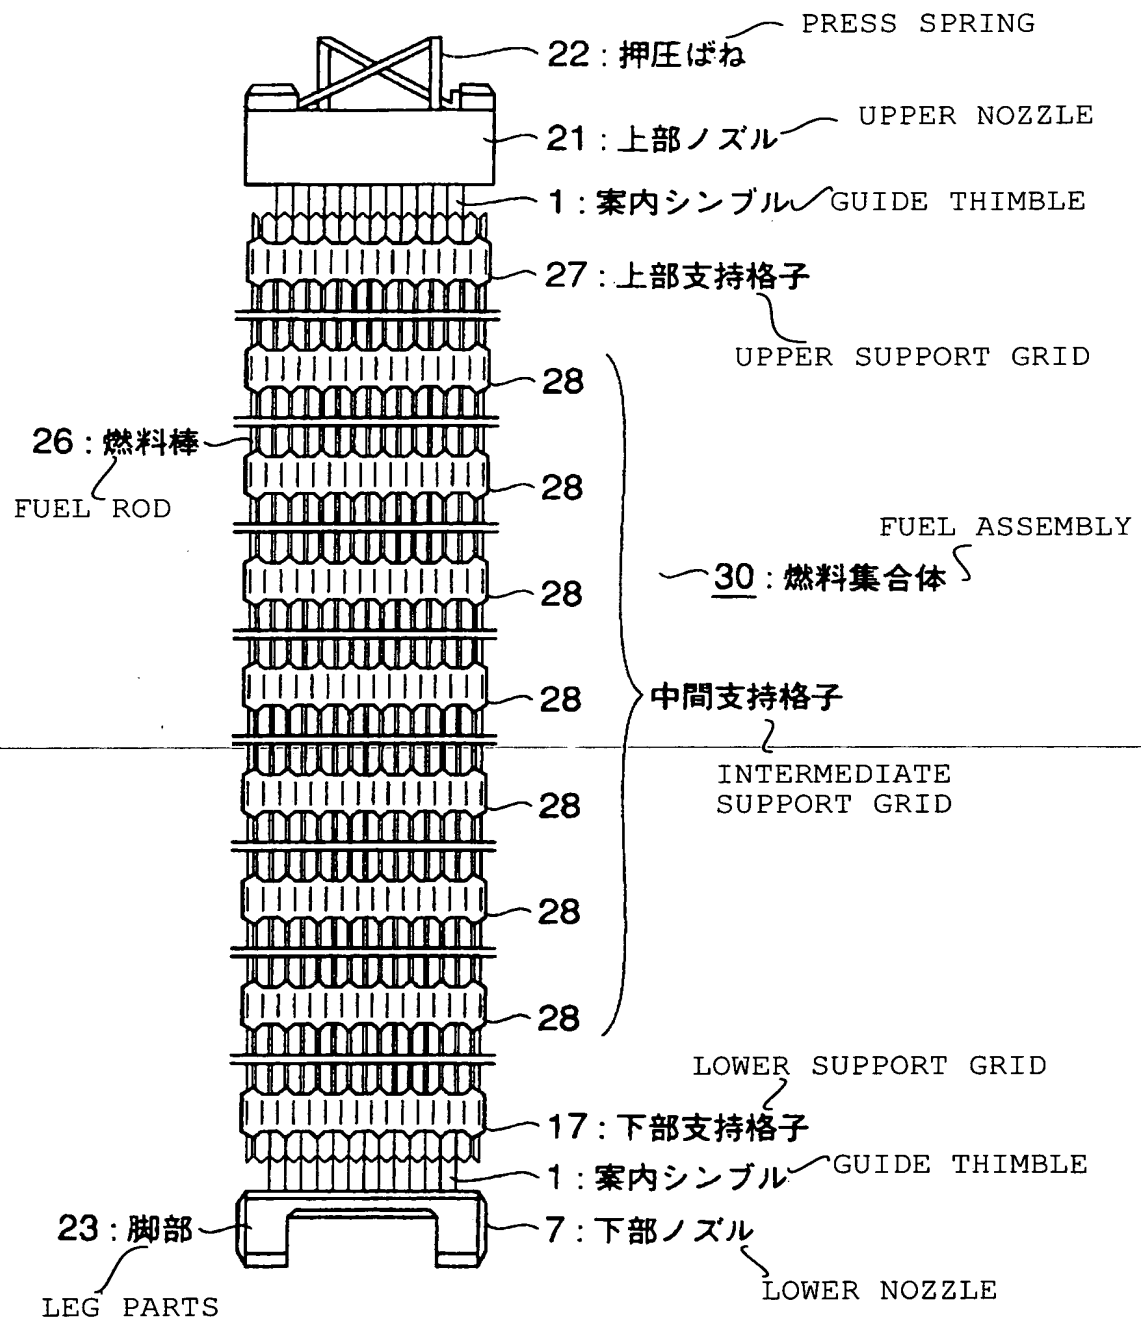 PRESS SPRING
22：押圧ばね
UPPER NOZZLE
21：上部ノズル
1：案内シンブル
GUIDE THIMBLE
27：上部支持格子
UPPER SUPPORT GRID
28
26：燃料棒
FUEL ROD
28
FUEL ASSEMBLY
30：燃料集合体
28
28
中間支持格子
INTERMEDIATE
SUPPORT GRID
28
28
28
LOWER SUPPORT GRID
17：下部支持格子
1：案内シンブル
GUIDE THIMBLE
23：脚部
LEG PARTS
7：下部ノズル
LOWER NOZZLE